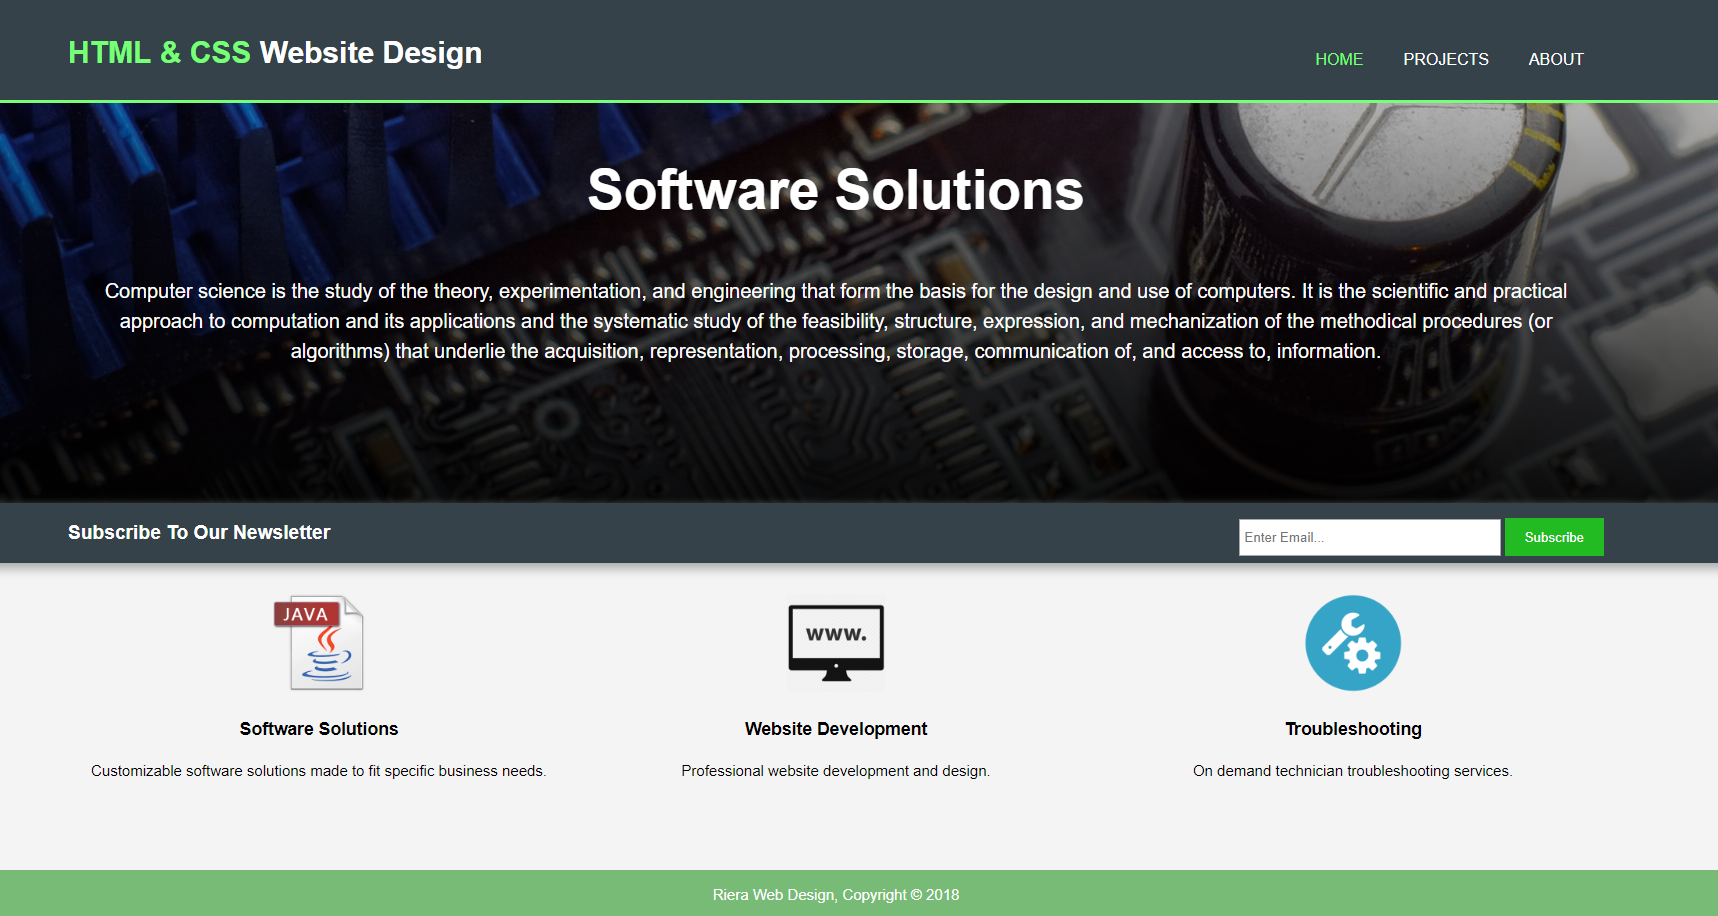 HTML & CSS Website Design
HOME PROJECTS ABOUT
Software Solutions
Computer science is the study of the theory, experimentation, and engineering that form the basis for the design and use of computers. It is the scientific and practical
approach to computation and its applications and the systematic study of the feasibility, structure, expression, and mechanization of the methodical procedures (or
algorithms) that underlie the acquisition, representation, processing, storage, communication of, and access to, information.
Subscribe To Our Newsletter
Enter Email...
Subscribe
JAVA
www.
Software Solutions
Customizable software solutions made to fit specific business needs.
Website Development
Professional website development and design.
Troubleshooting
On demand technician troubleshooting services.
Riera Web Design, Copyright © 2018